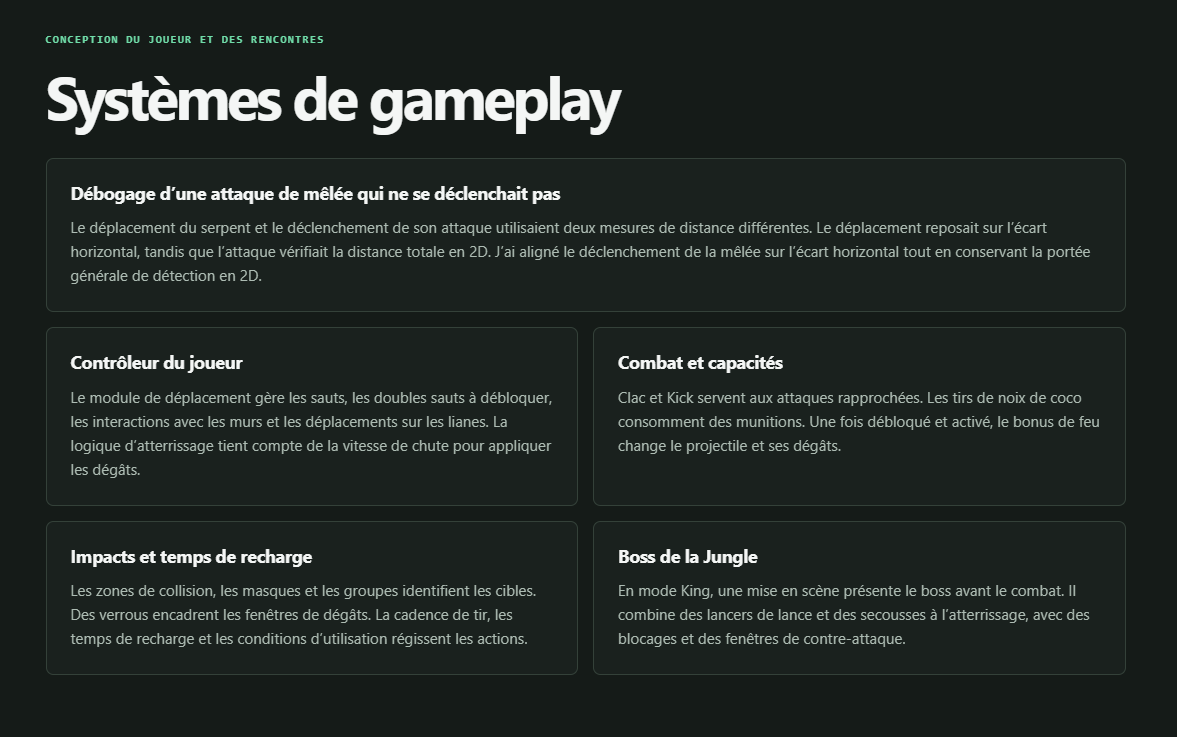 CONCEPTION DU JOUEUR ET DES RENCONTRES
Systèmes de gameplay
Débogage d’une attaque de mêlée qui ne se déclenchait pas
Le déplacement du serpent et le déclenchement de son attaque utilisaient deux mesures de distance différentes. Le déplacement reposait sur l’écart
horizontal, tandis que l’attaque vérifiait la distance totale en 2D. J’ai aligné le déclenchement de la mêlée sur l’écart horizontal tout en conservant la portée
générale de détection en 2D.
Contrôleur du joueur
Le module de déplacement gère les sauts, les doubles sauts à débloquer,
les interactions avec les murs et les déplacements sur les lianes. La
logique d’atterrissage tient compte de la vitesse de chute pour appliquer
les dégâts.
Combat et capacités
Clac et Kick servent aux attaques rapprochées. Les tirs de noix de coco
consomment des munitions. Une fois débloqué et activé, le bonus de feu
change le projectile et ses dégâts.
Impacts et temps de recharge
Les zones de collision, les masques et les groupes identifient les cibles.
Des verrous encadrent les fenêtres de dégâts. La cadence de tir, les
temps de recharge et les conditions d’utilisation régissent les actions.
Boss de la Jungle
En mode King, une mise en scène présente le boss avant le combat. Il
combine des lancers de lance et des secousses à l’atterrissage, avec des
blocages et des fenêtres de contre-attaque.